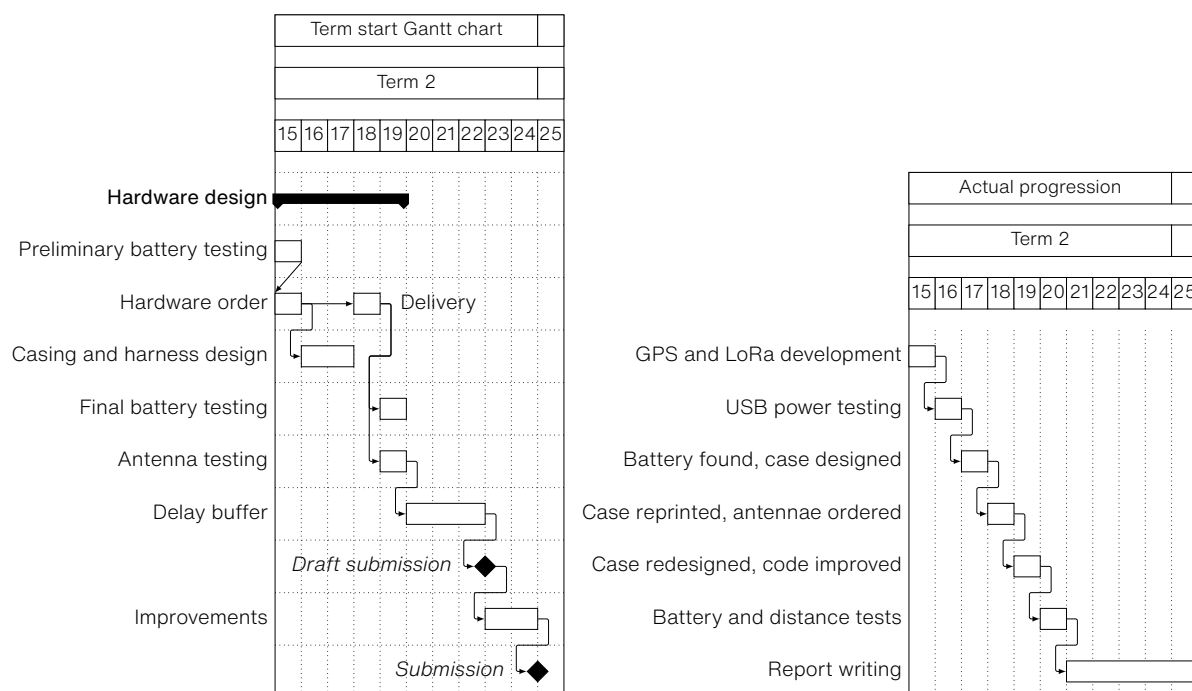 Term start Gantt chart
Term 2
15 16 17 18 19 20 21 22 23 24 25
Hardware design
Preliminary battery testing
Hardware order
Delivery
Casing and harness design
Final battery testing
Antenna testing
Delay buffer
Draft submission
Improvements
Submission
Actual progression
Term 2
15 16 17 18 19 20 21 22 23 24 25
GPS and LoRa development
USB power testing
Battery found, case designed
Case reprinted, antennae ordered
Case redesigned, code improved
Battery and distance tests
Report writing